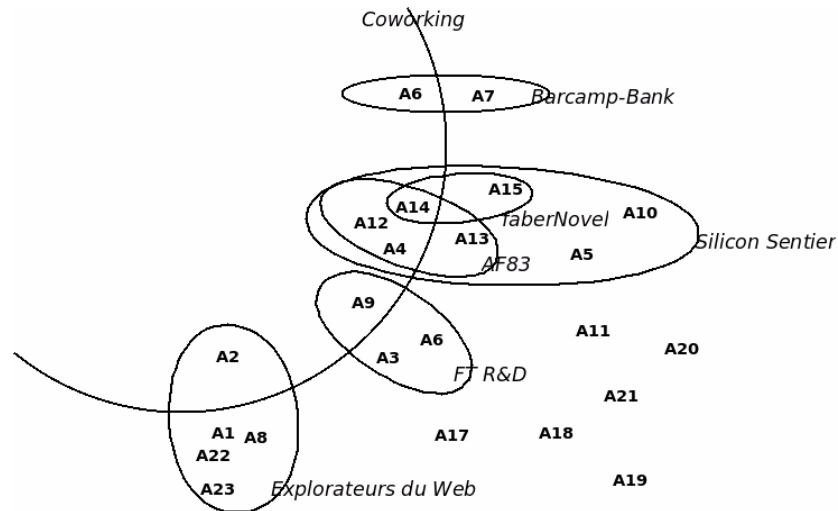 Coworking
A6 A7 Barcamp-Bank
A15
A14 A10
A12 faberNovel
A13 Silicon Sentier
A4 A5
AF83
A9
A11
A6 A20
A3
A2
FT R&D
A21
A1 A8 A17 A18
A22
A19
A23 Explorateurs du Web